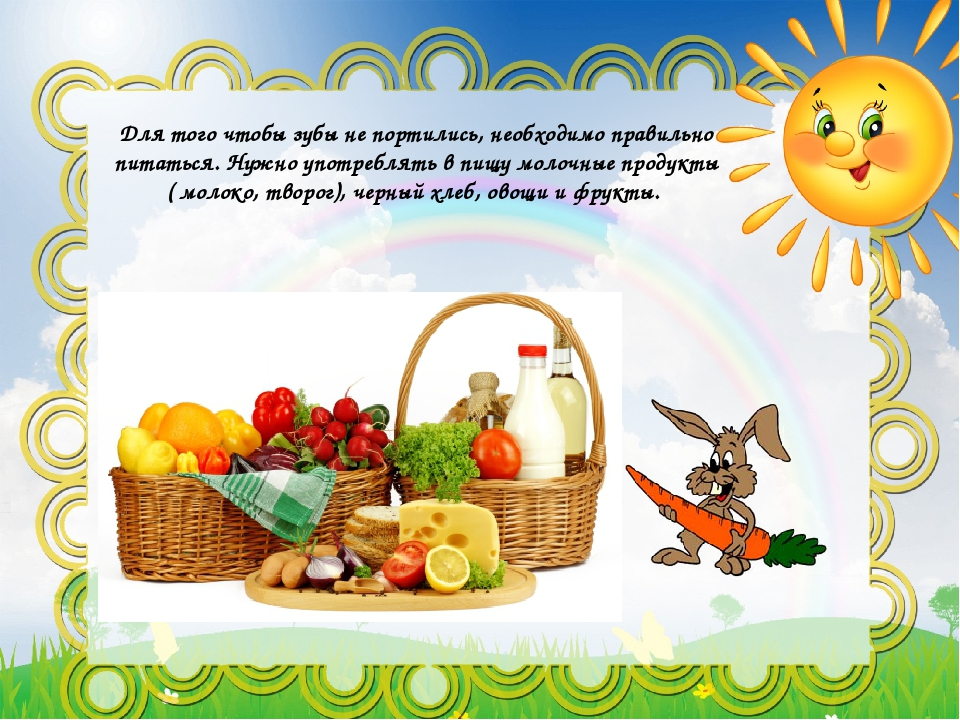 Для того чтобы зубы не портились, необходимо правильно
питаться. Нужно употреблять в пищу молочные продукты
( молоко, творог), черный хлеб, овощи и фрукты.